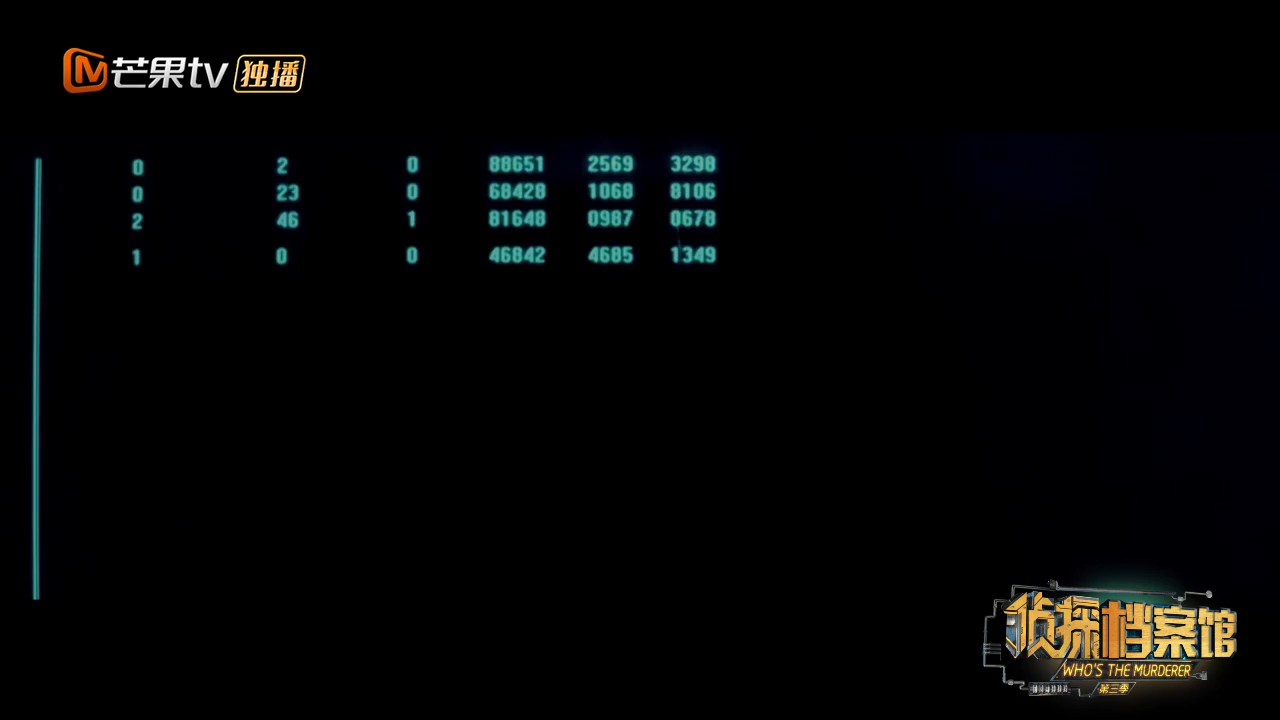 芒果tv 独播
0 2 0 88651 2569 3298
0 23 0 68428 1068 8106
2 46 1 81648 0987 0678
1 0 0 46842 4685 1349
侦探档案馆
WHO'S THE MURDERER
第三季